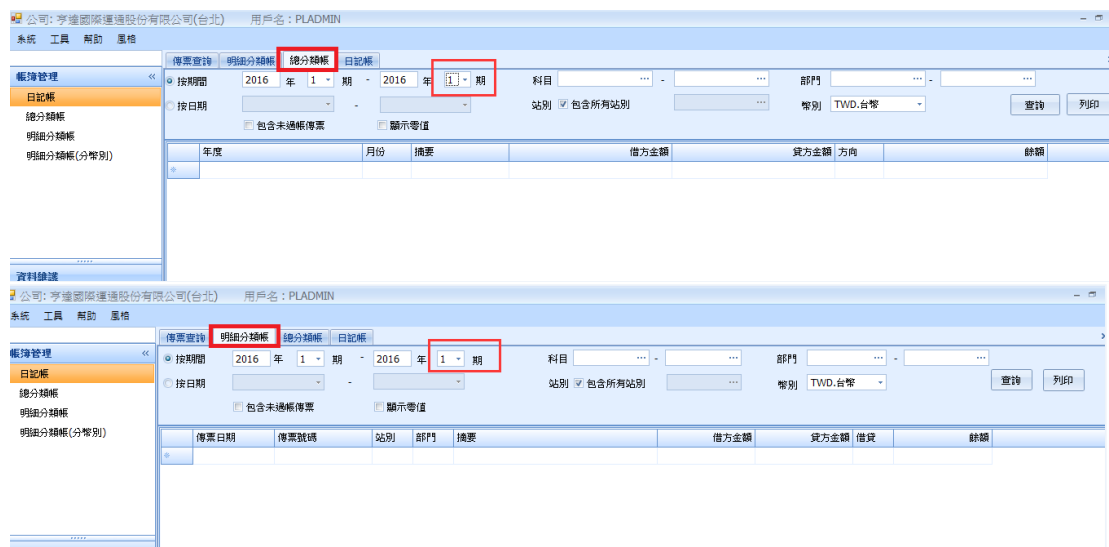 公司: 亨達國際運通股份有限公司(台北) 用戶名：PLADMIN
系統 工具 幫助 風格
傳票查詢 明細分類帳 總分類帳 日記帳
帳簿管理 «
日記帳
總分類帳
明細分類帳
明細分類帳(分幣別)
按期間 2016 年 1 期 - 2016 年 1 期 科目 ... - ... 部門 ... - ...
按日期 - 站別 包含所有站別 ... 幣別 TWD.台幣 查詢 列印
包含未過帳傳票 顯示零值
年度 月份 摘要 借方金額 貸方金額 方向 餘額
資料維護
公司: 亨達國際運通股份有限公司(台北) 用戶名：PLADMIN
系統 工具 幫助 風格
傳票查詢 明細分類帳 總分類帳 日記帳
帳簿管理 «
日記帳
總分類帳
明細分類帳
明細分類帳(分幣別)
按期間 2016 年 1 期 - 2016 年 1 期 科目 ... - ... 部門 ... - ...
按日期 - 站別 包含所有站別 ... 幣別 TWD.台幣 查詢 列印
包含未過帳傳票 顯示零值
傳票日期 傳票號碼 站別 部門 摘要 借方金額 貸方金額 借貸 餘額